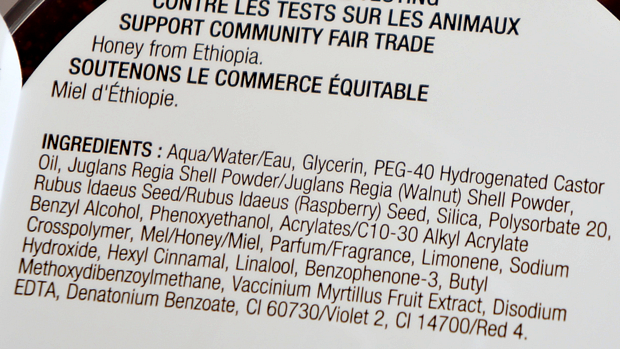 CONTRE LES TESTS SUR LES ANIMAUX
SUPPORT COMMUNITY FAIR TRADE
Honey from Ethiopia.
SOUTENONS LE COMMERCE ÉQUITABLE
Miel d'Éthiopie.
INGREDIENTS : Aqua/Water/Eau, Glycerin, PEG-40 Hydrogenated Castor
Oil, Juglans Regia Shell Powder/Juglans Regia (Walnut) Shell Powder,
Rubus Idaeus Seed/Rubus Idaeus (Raspberry) Seed, Silica, Polysorbate 20,
Benzyl Alcohol, Phenoxyethanol, Acrylates/C10-30 Alkyl Acrylate
Crosspolymer, Mel/Honey/Miel, Parfum/Fragrance, Limonene, Sodium
Hydroxide, Hexyl Cinnamal, Linalool, Benzophenone-3, Butyl
Methoxydibenzoylmethane, Vaccinium Myrtillus Fruit Extract, Disodium
EDTA, Denatonium Benzoate, CI 60730/Violet 2, CI 14700/Red 4.